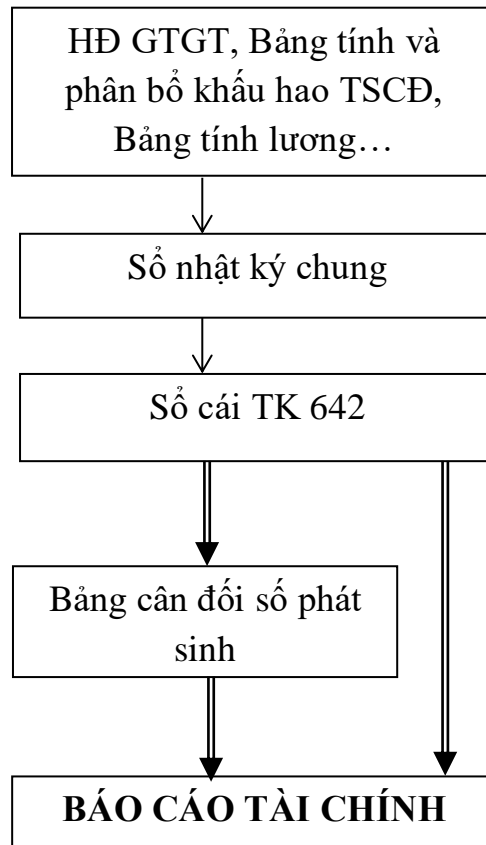 HĐ GTGT, Bảng tính và
phân bổ khấu hao TSCĐ,
Bảng tính lương…
Sổ nhật ký chung
Sổ cái TK 642
Bảng cân đối số phát
sinh
BÁO CÁO TÀI CHÍNH